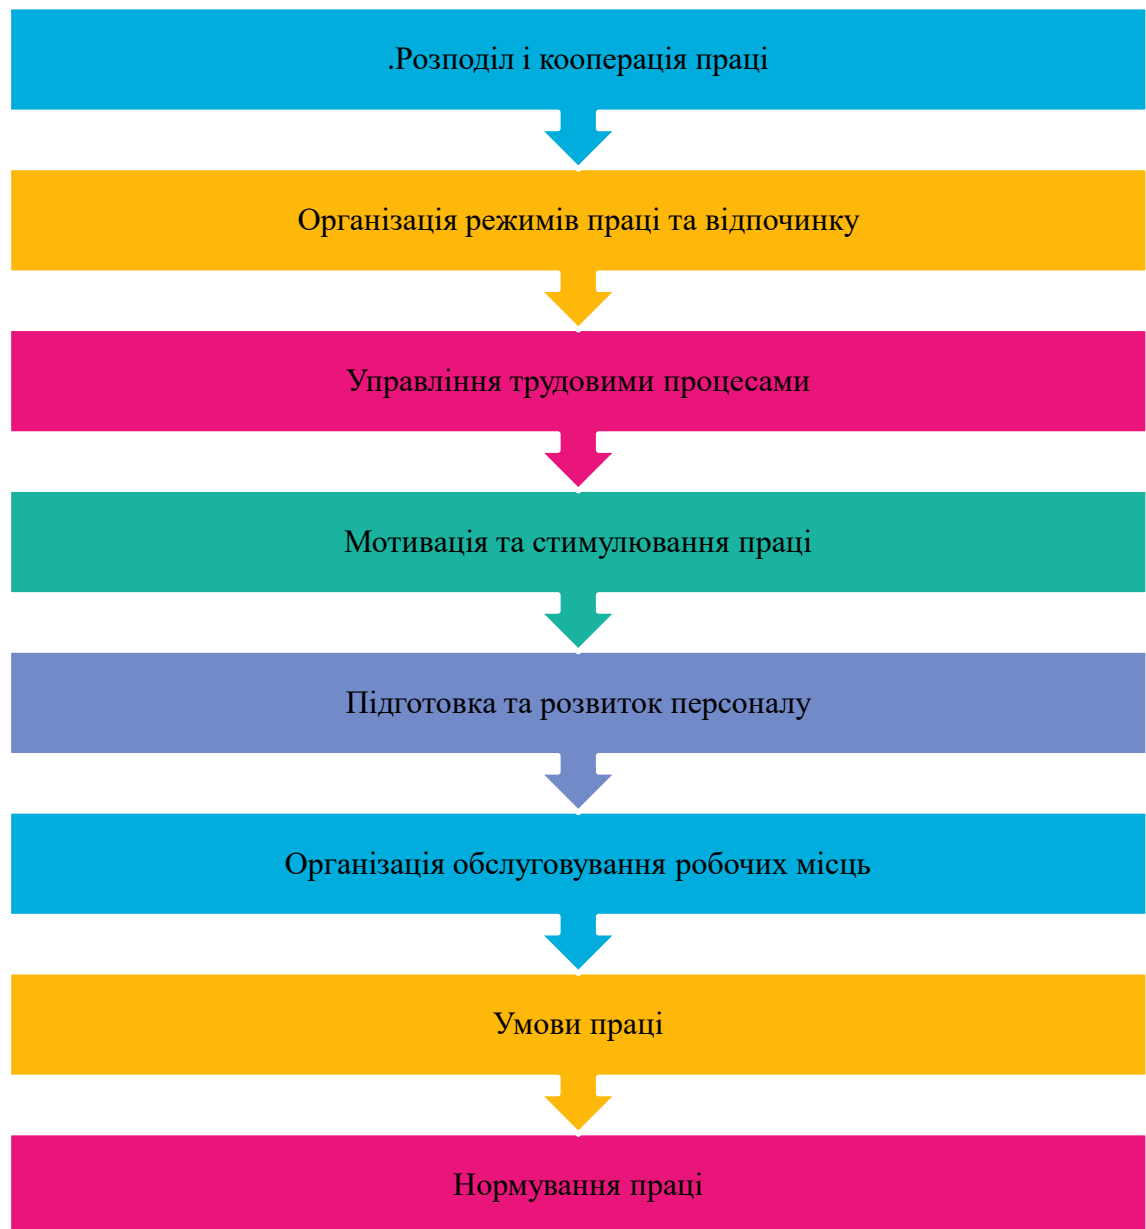 .Розподіл і кооперація праці
Організація режимів праці та відпочинку
Управління трудовими процесами
Мотивація та стимулювання праці
Підготовка та розвиток персоналу
Організація обслуговування робочих місць
Умови праці
Нормування праці